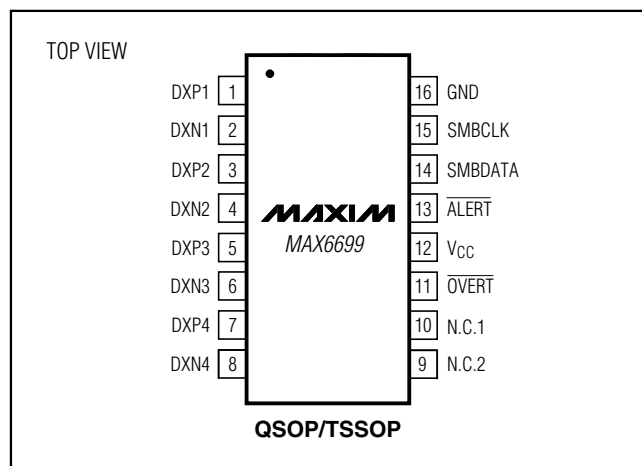 TOP VIEW
DXP1 1 16 GND
DXN1 2 15 SMBCLK
DXP2 3 14 SMBDATA
DXN2 4 MAXIM 13 ALERT
DXP3 5 MAX6699 12 VCC
DXN3 6 11 OVERT
DXP4 7 10 N.C.1
DXN4 8 9 N.C.2
QSOP/TSSOP